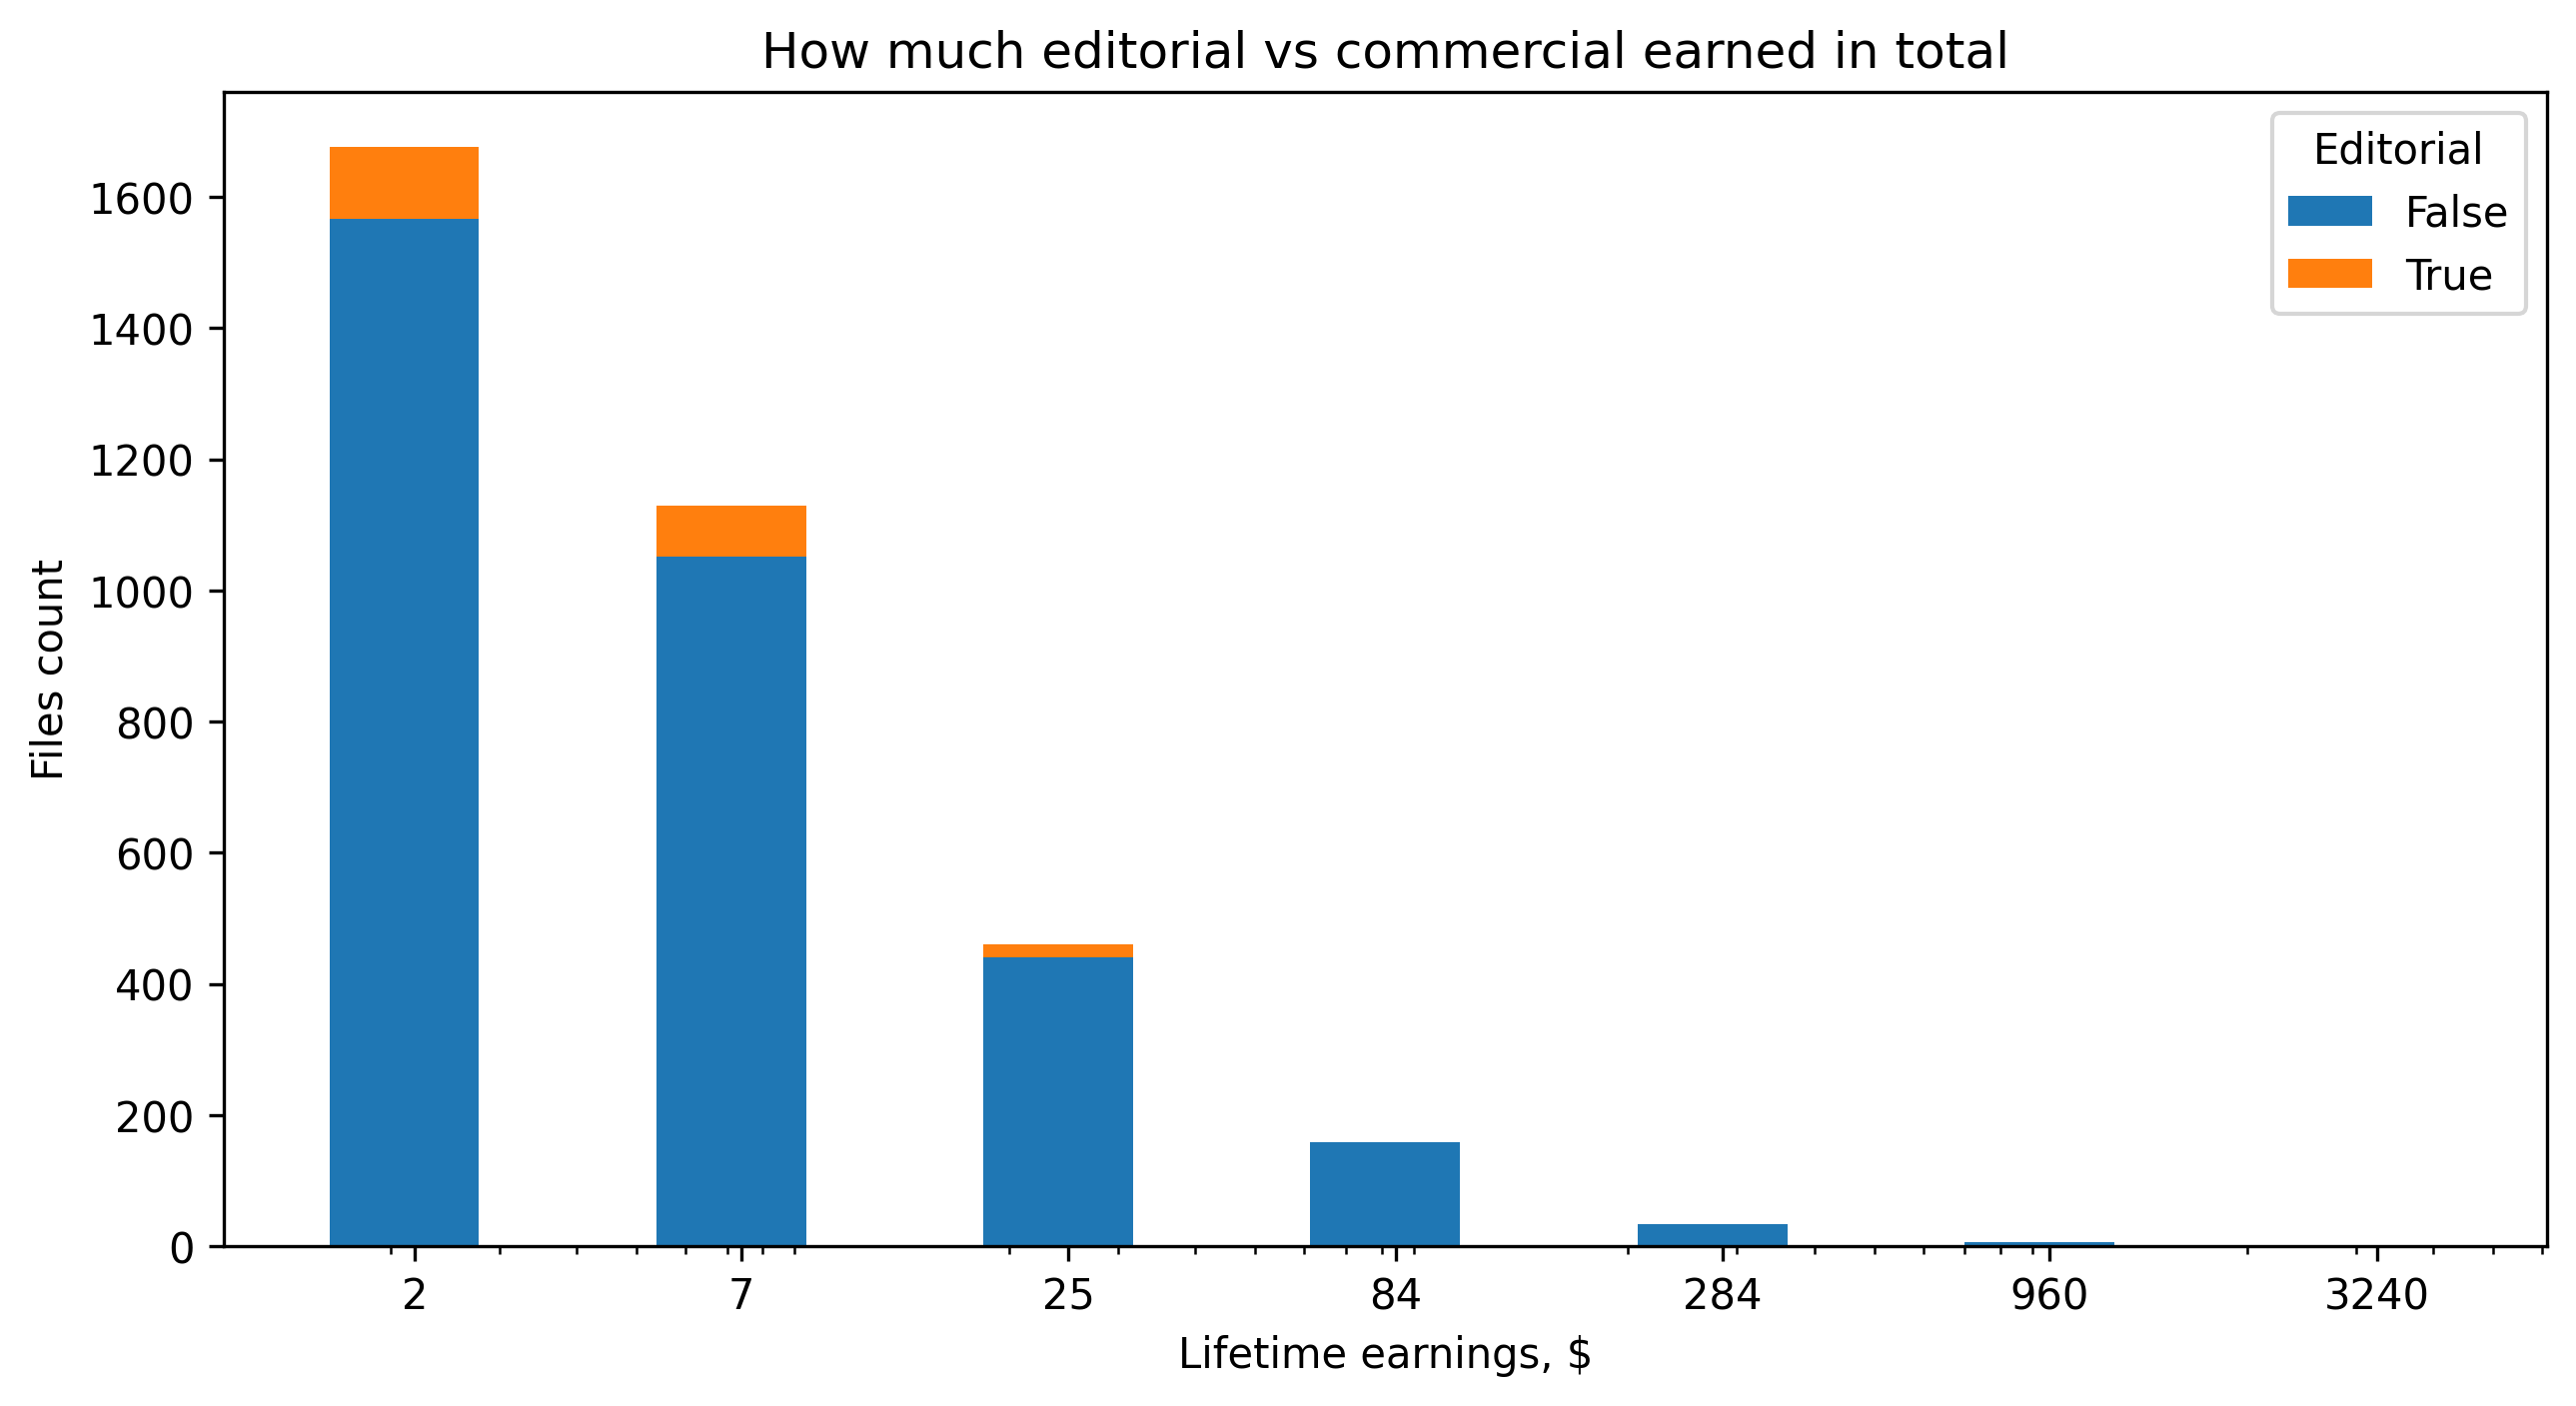 How much editorial vs commercial earned in total
Editorial
False
True
Files count
1600
1400
1200
1000
800
600
400
200
0
2 7 25 84 284 960 3240
Lifetime earnings, $